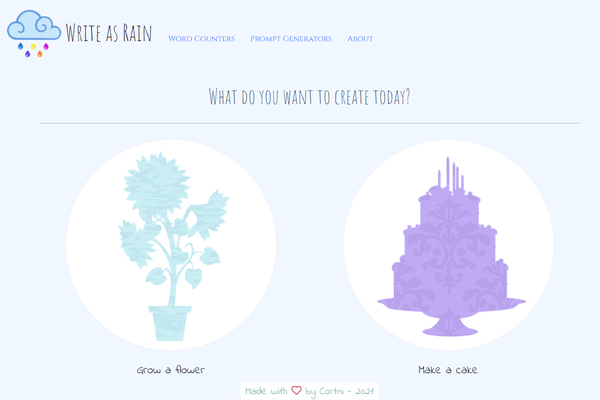 Write as Rain
Word Counters Prompt Generators About
What do you want to create today?
Grow a flower
Make a cake
Made with by Cortni - 2021